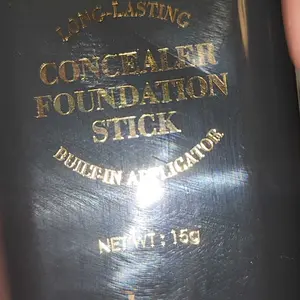 LONG-LASTING
CONCEALER
FOUNDATION
STICK
BUILT-IN APPLICATOR
NET WT: 15G